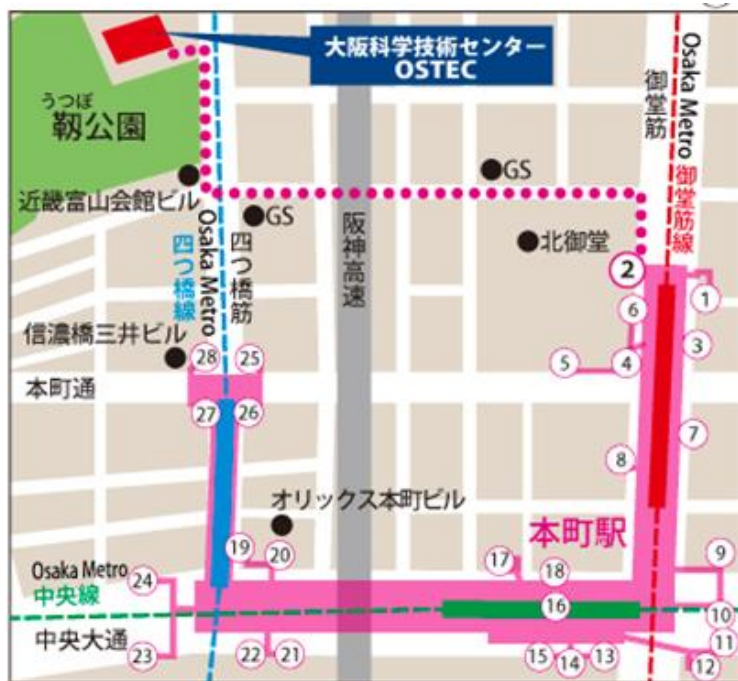 大阪科学技術センター
OSTEC
うつぼ
靱公園
御堂筋
Osaka Metro
御堂筋線
GS
近畿富山会館ビル
GS
Osaka Metro
四つ橋線
四つ橋筋
阪神高速
北御堂
2
1
6
3
信濃橋三井ビル
28
25
5
4
本町通
27
26
7
8
オリックス本町ビル
本町駅
19
20
17
18
9
Osaka Metro
中央線
24
16
10
中央大通
23
22
21
15
14
13
11
12